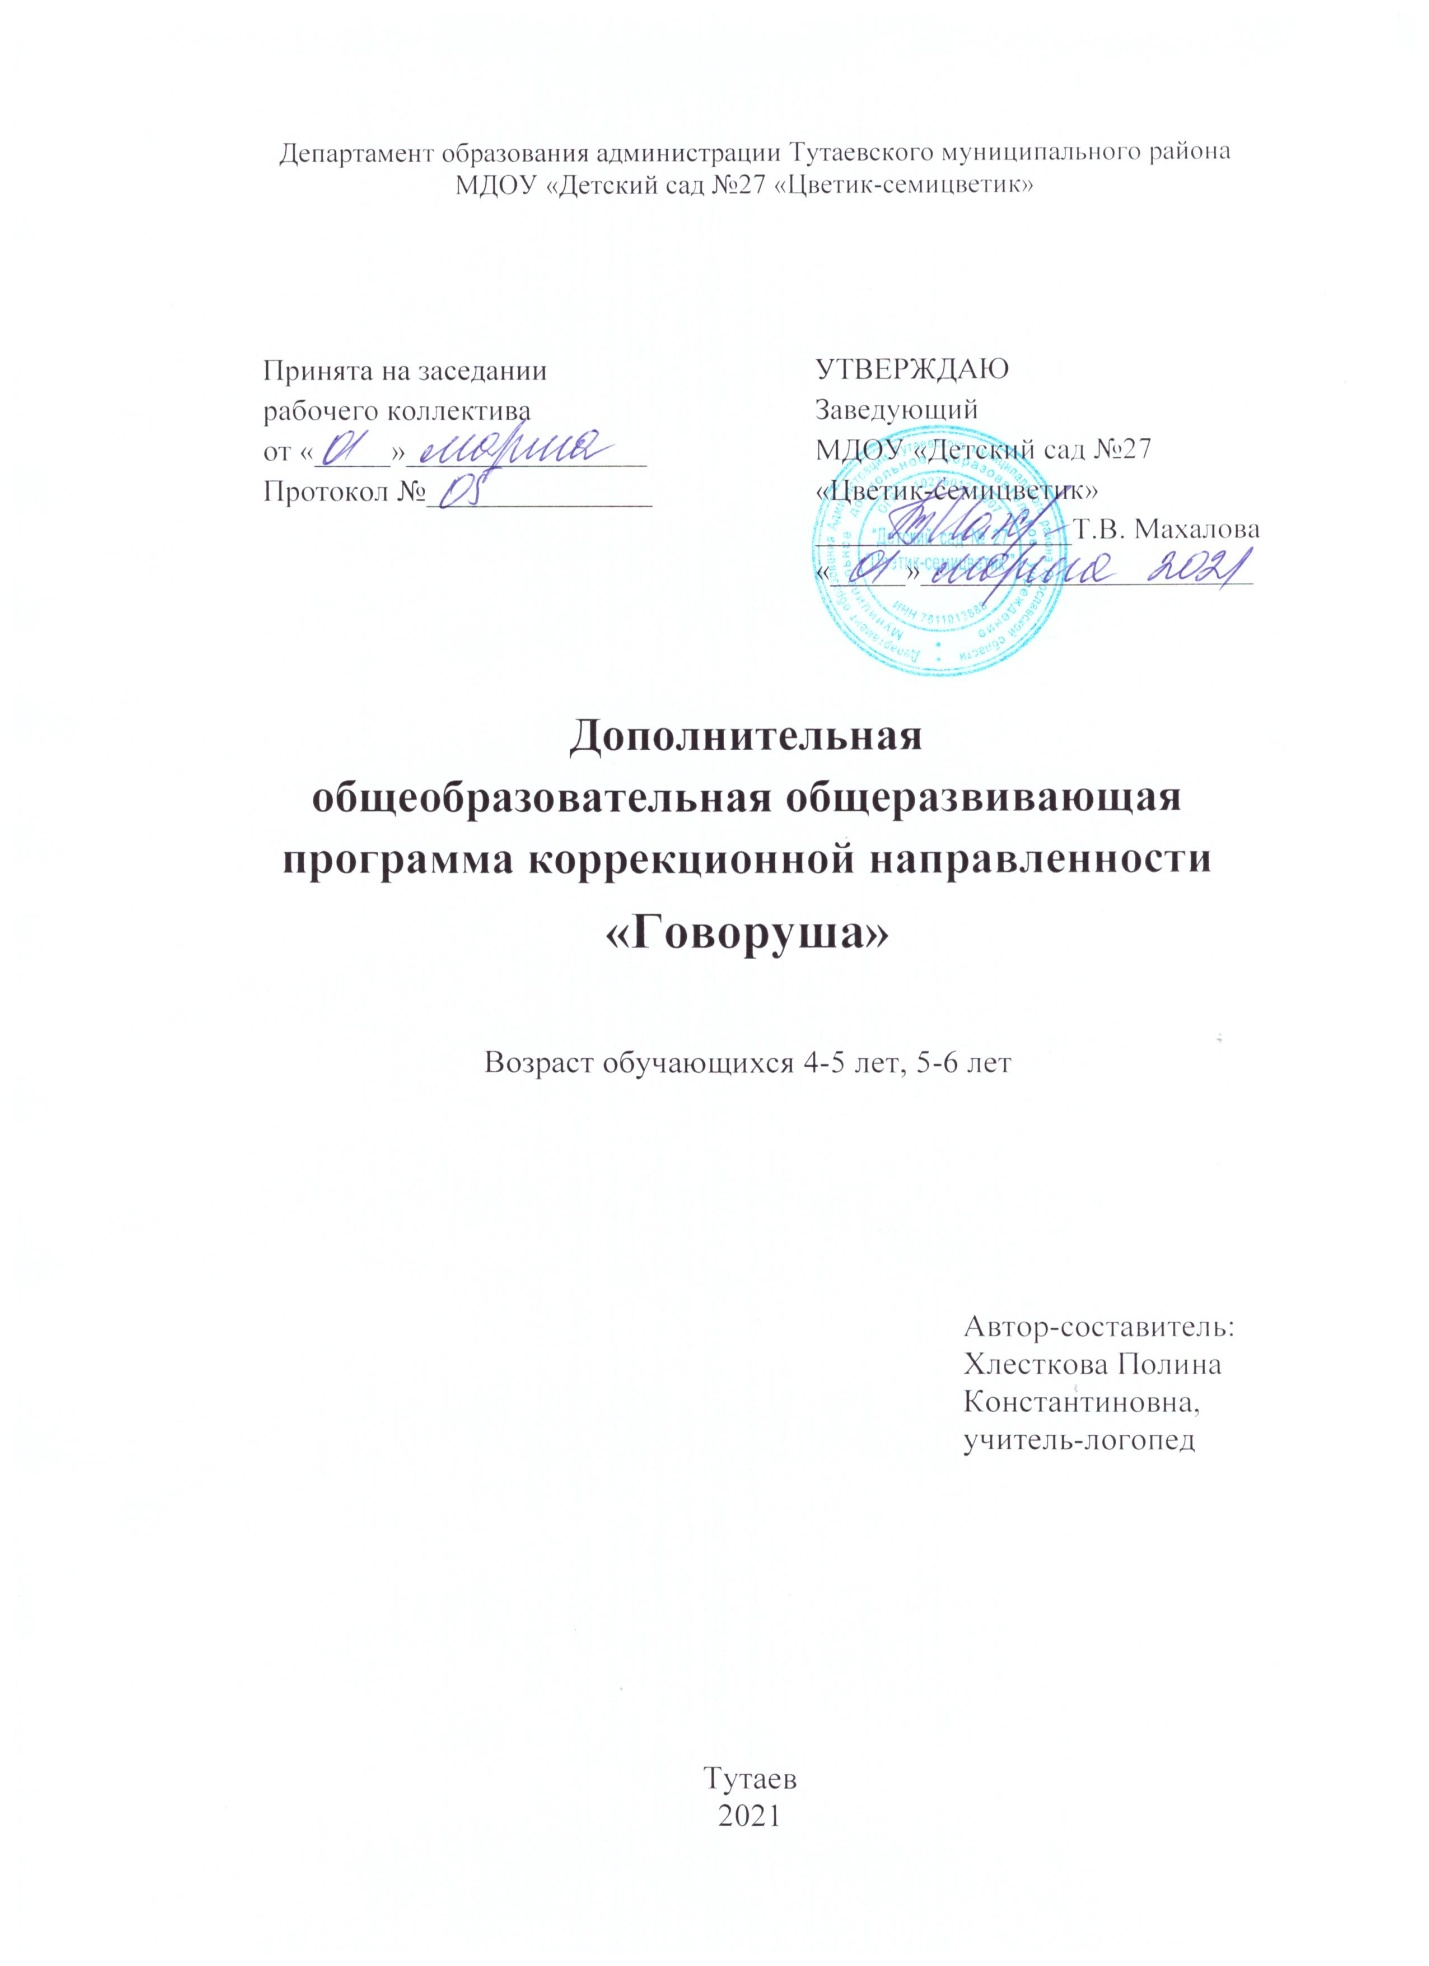 Департамент образования администрации Тутаевского муниципального района
МДОУ «Детский сад №27 «Цветик-семицветик»
Принята на заседании
рабочего коллектива
от «01» марта
Протокол № 05
УТВЕРЖДАЮ
Заведующий
МДОУ «Детский сад №27
«Цветик-семицветик»
Т.В. Махалова
«01» марта 2021
Дополнительная
общеобразовательная общеразвивающая
программа коррекционной направленности
«Говоруша»
Возраст обучающихся 4-5 лет, 5-6 лет
Автор-составитель:
Хлесткова Полина
Константиновна,
учитель-логопед
Тутаев
2021